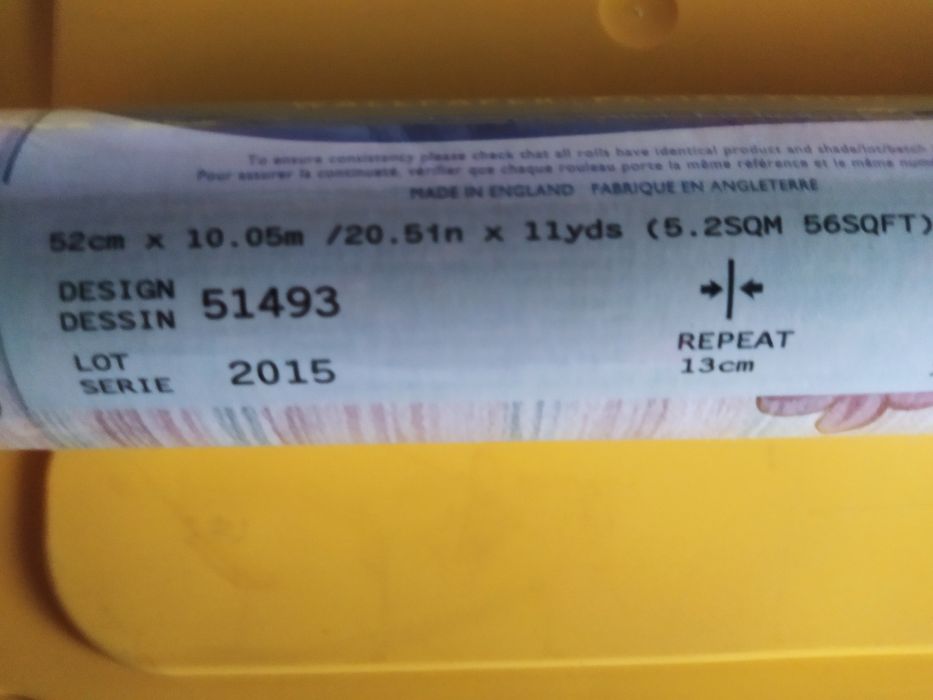 To ensure consistency please check that all rolls have identical product and shade/lot/batch
Pour assurer la continuité, vérifier que chaque rouleau porte la même référence et le même
MADE IN ENGLAND FABRIQUE EN ANGLETERRE
52cm x 10.05m /20.5in x 11yds (5.2SQM 56SQFT)
DESIGN
DESSIN 51493
REPEAT
13cm
LOT
SERIE 2015